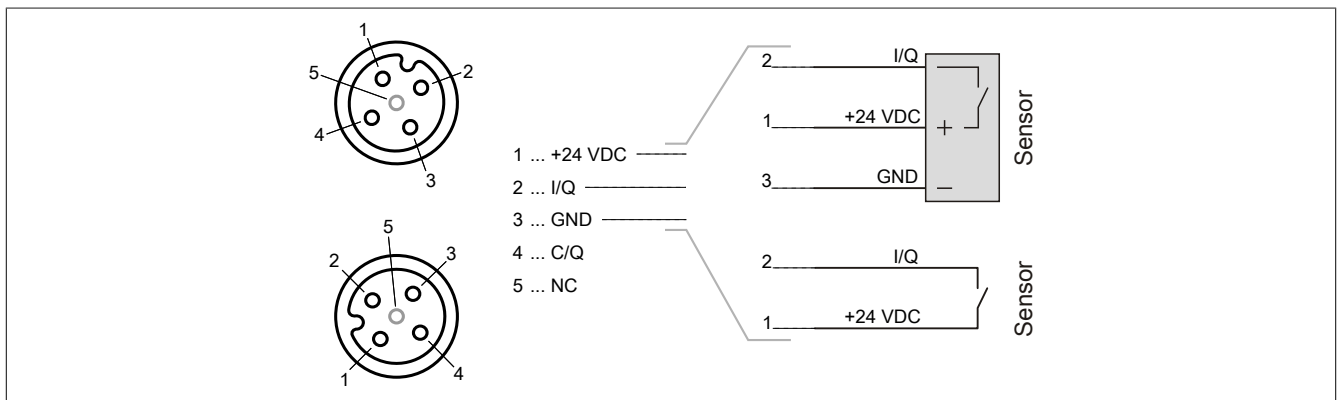 1
5
2
4
3
5
2
3
1
4
1 ... +24 VDC
2 ... I/Q
3 ... GND
4 ... C/Q
5 ... NC
2 I/Q
1 +24 VDC
+
3 GND
–
Sensor
2 I/Q
1 +24 VDC
Sensor